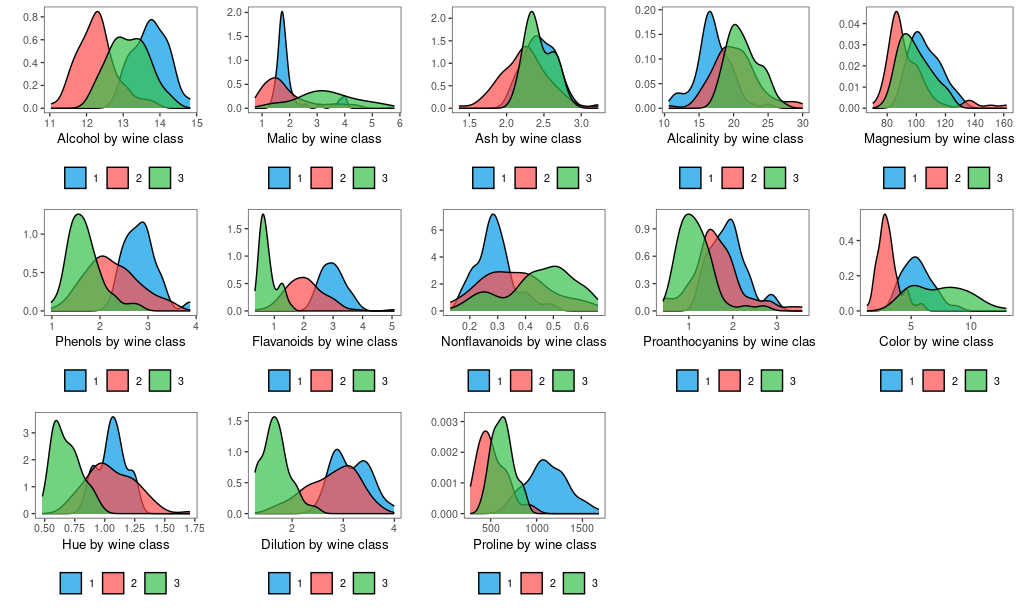 0.8
0.6
0.4
0.2
0.0
11 12 13 14 15
Alcohol by wine class
1 2 3
2.0
1.5
1.0
0.5
0.0
1 2 3 4 5 6
Malic by wine class
1 2 3
2.0
1.5
1.0
0.5
0.0
1.5 2.0 2.5 3.0
Ash by wine class
1 2 3
0.20
0.15
0.10
0.05
0.00
10 15 20 25 30
Alcalinity by wine class
1 2 3
0.04
0.03
0.02
0.01
0.00
80 100 120 140 160
Magnesium by wine class
1 2 3
1.0
0.5
0.0
1 2 3 4
Phenols by wine class
1 2 3
1.5
1.0
0.5
0.0
1 2 3 4 5
Flavanoids by wine class
1 2 3
6
4
2
0
0.2 0.3 0.4 0.5 0.6
Nonflavanoids by wine class
1 2 3
0.9
0.6
0.3
0.0
1 2 3
Proanthocyanins by wine clas
1 2 3
0.4
0.2
0.0
5 10
Color by wine class
1 2 3
3
2
1
0
0.50 0.75 1.00 1.25 1.50 1.75
Hue by wine class
1 2 3
1.5
1.0
0.5
0.0
2 3 4
Dilution by wine class
1 2 3
0.003
0.002
0.001
0.000
500 1000 1500
Proline by wine class
1 2 3